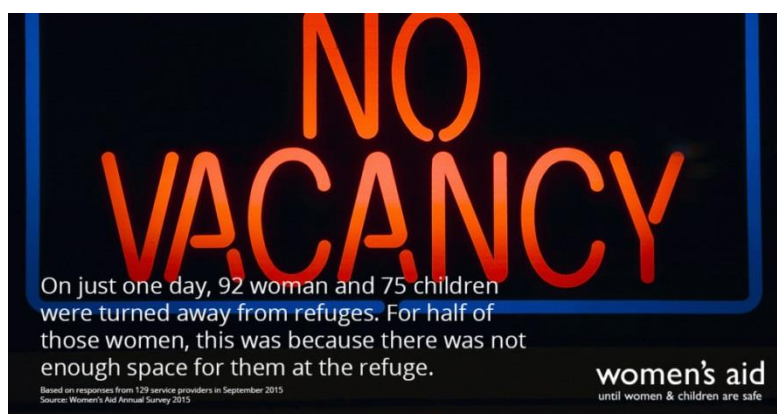 NO
VACANCY
On just one day, 92 woman and 75 children
were turned away from refuges. For half of
those women, this was because there was not
enough space for them at the refuge.
Based on responses from 129 service providers in September 2015
Source: Women's Aid Annual Survey 2015
women's aid
until women & children are safe